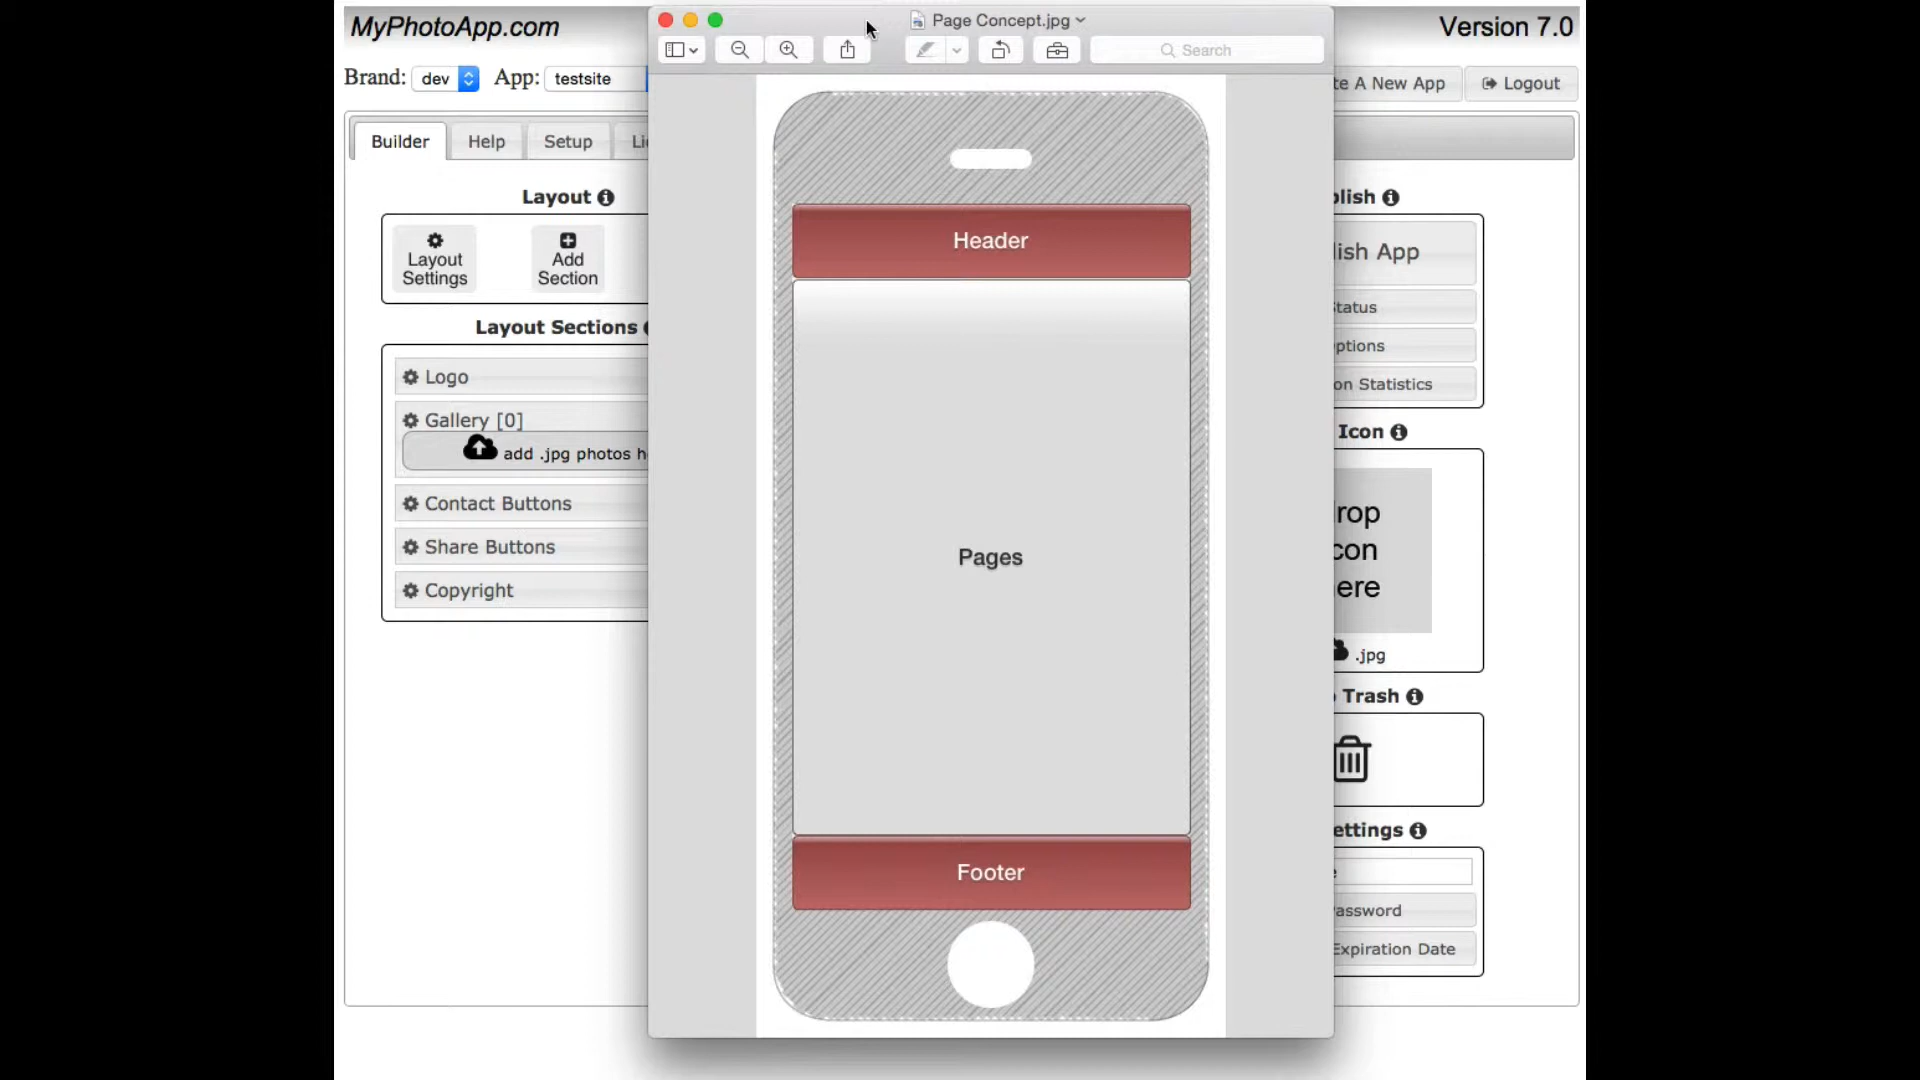 MyPhotoApp.com
Page Concept.jpg
Version 7.0
Search
Brand: dev App: testsite
te A New App
Logout
Builder
Help
Setup
Li
Layout
Layout
Settings
Add
Section
Layout Sections
Logo
Gallery [0]
add .jpg photos h
Contact Buttons
Share Buttons
Copyright
Header
Pages
Footer
lish
lish App
Status
ptions
on Statistics
Icon
rop
con
ere
.jpg
Trash
ettings
e
assword
Expiration Date